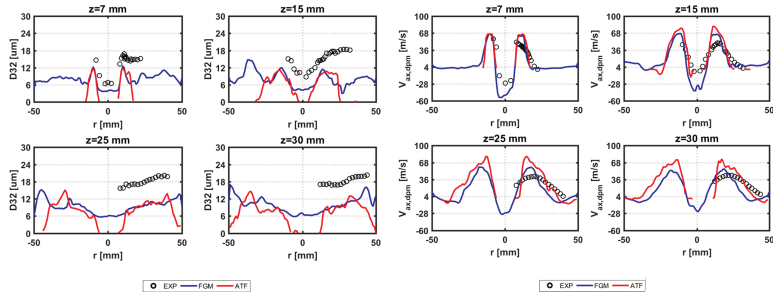 z=7 mm
D32 [um]
30
24
18
12
6
0
-50 0 50
r [mm]
z=15 mm
D32 [um]
30
24
18
12
6
0
-50 0 50
r [mm]
z=25 mm
D32 [um]
30
24
18
12
6
0
-50 0 50
r [mm]
z=30 mm
D32 [um]
30
24
18
12
6
0
-50 0 50
r [mm]
EXP FGM ATF
z=7 mm
Vax,dpm [m/s]
100
68
36
4
-28
-60
-50 0 50
r [mm]
z=15 mm
Vax,dpm [m/s]
100
68
36
4
-28
-60
-50 0 50
r [mm]
z=25 mm
Vax,dpm [m/s]
100
68
36
4
-28
-60
-50 0 50
r [mm]
z=30 mm
Vax,dpm [m/s]
100
68
36
4
-28
-60
-50 0 50
r [mm]
EXP FGM ATF